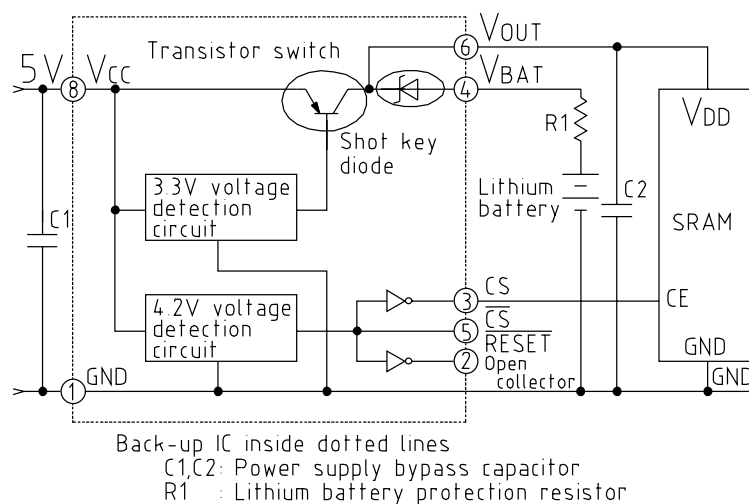 Transistor switch
6
VOUT
5V
8
VCC
4
VBAT
VDD
R1
Shot key
diode
3.3V voltage
detection
circuit
Lithium
battery
C1
C2
SRAM
4.2V voltage
detection
circuit
3
CS
CE
5
CS
RESET
2
Open
collector
GND
1
GND
GND
Back-up IC inside dotted lines
C1,C2: Power supply bypass capacitor
R1 : Lithium battery protection resistor